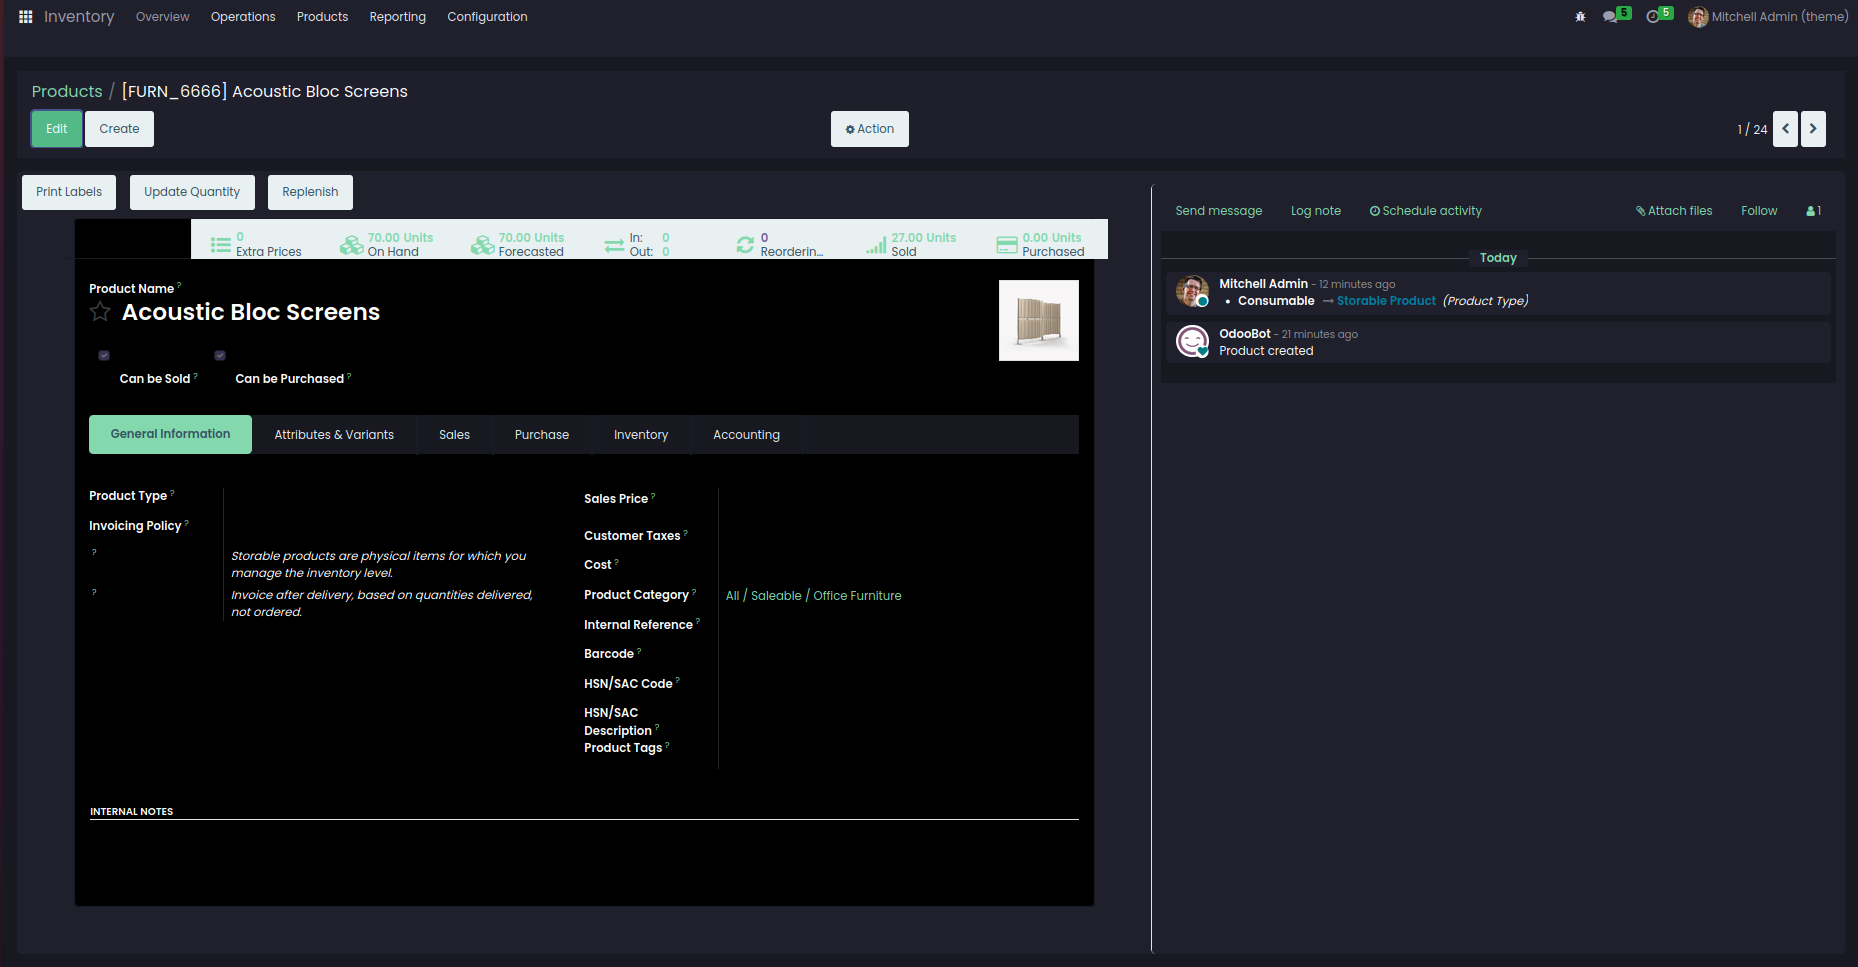 Inventory Overview Operations Products Reporting Configuration 5 5 Mitchell Admin (theme)
Products / [FURN_6666] Acoustic Bloc Screens
Edit Create Action 1 / 24
Print Labels Update Quantity Replenish
0 Extra Prices
70.00 Units On Hand
70.00 Units Forecasted
In: 0
Out: 0
0 Reorderin...
27.00 Units Sold
0.00 Units Purchased
Product Name ?
Acoustic Bloc Screens
Can be Sold ? Can be Purchased ?
General Information Attributes & Variants Sales Purchase Inventory Accounting
Product Type ?
Invoicing Policy ?
?
Storable products are physical items for which you
manage the inventory level.
?
Invoice after delivery, based on quantities delivered,
not ordered.
Sales Price ?
Customer Taxes ?
Cost ?
Product Category ? All / Saleable / Office Furniture
Internal Reference ?
Barcode ?
HSN/SAC Code ?
HSN/SAC
Description ?
Product Tags ?
INTERNAL NOTES
Send message Log note Schedule activity Attach files Follow 1
Today
Mitchell Admin - 12 minutes ago
• Consumable → Storable Product (Product Type)
OdooBot - 21 minutes ago
Product created